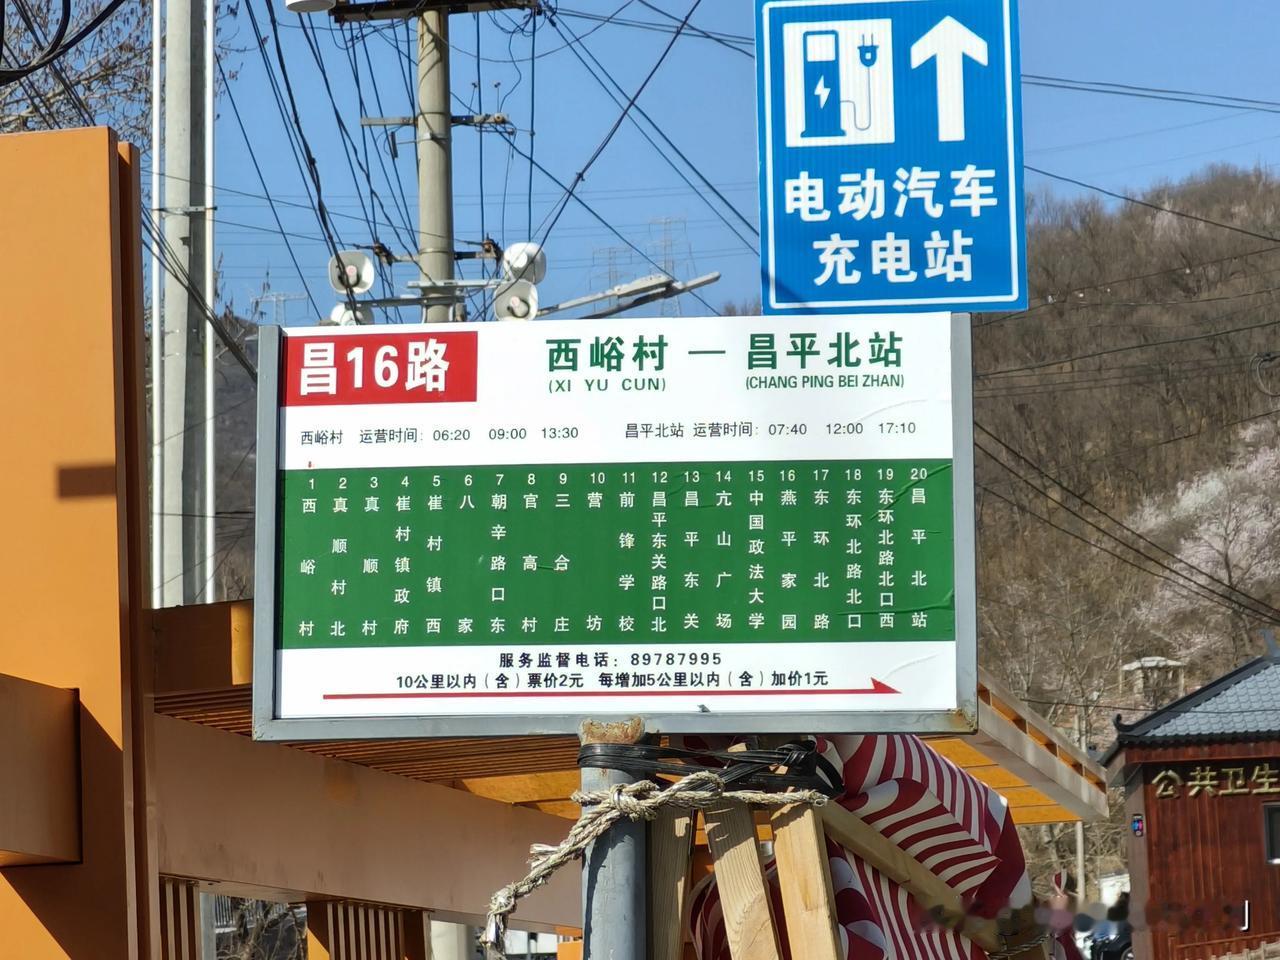 电动汽车
充电站
昌16路
西峪村 — 昌平北站
(XI YU CUN) (CHANG PING BEI ZHAN)
西峪村 运营时间：06:20 09:00 13:30 昌平北站 运营时间：07:40 12:00 17:10
1 西峪村
2 真顺村北
3 真顺村
4 崔村镇政府
5 崔村镇西
6 八家
7 朝辛路口东
8 官高村
9 三合庄
10 营坊
11 前锋学校
12 昌平东关路口北
13 昌平东关
14 亢山广场
15 中国政法大学
16 燕平家园
17 东环北路
18 东环北路北口
19 东环北路北口西
20 昌平北站
服务监督电话：89787995
10公里以内（含）票价2元 每增加5公里以内（含）加价1元
公共卫生